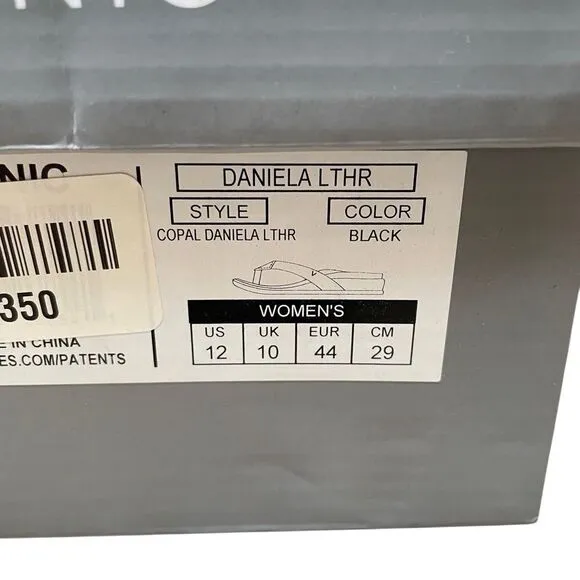 NIC
DANIELA LTHR
STYLE COLOR
COPAL DANIELA LTHR BLACK
350
WOMEN'S
US UK EUR CM
12 10 44 29
E IN CHINA
ES.COM/PATENTS